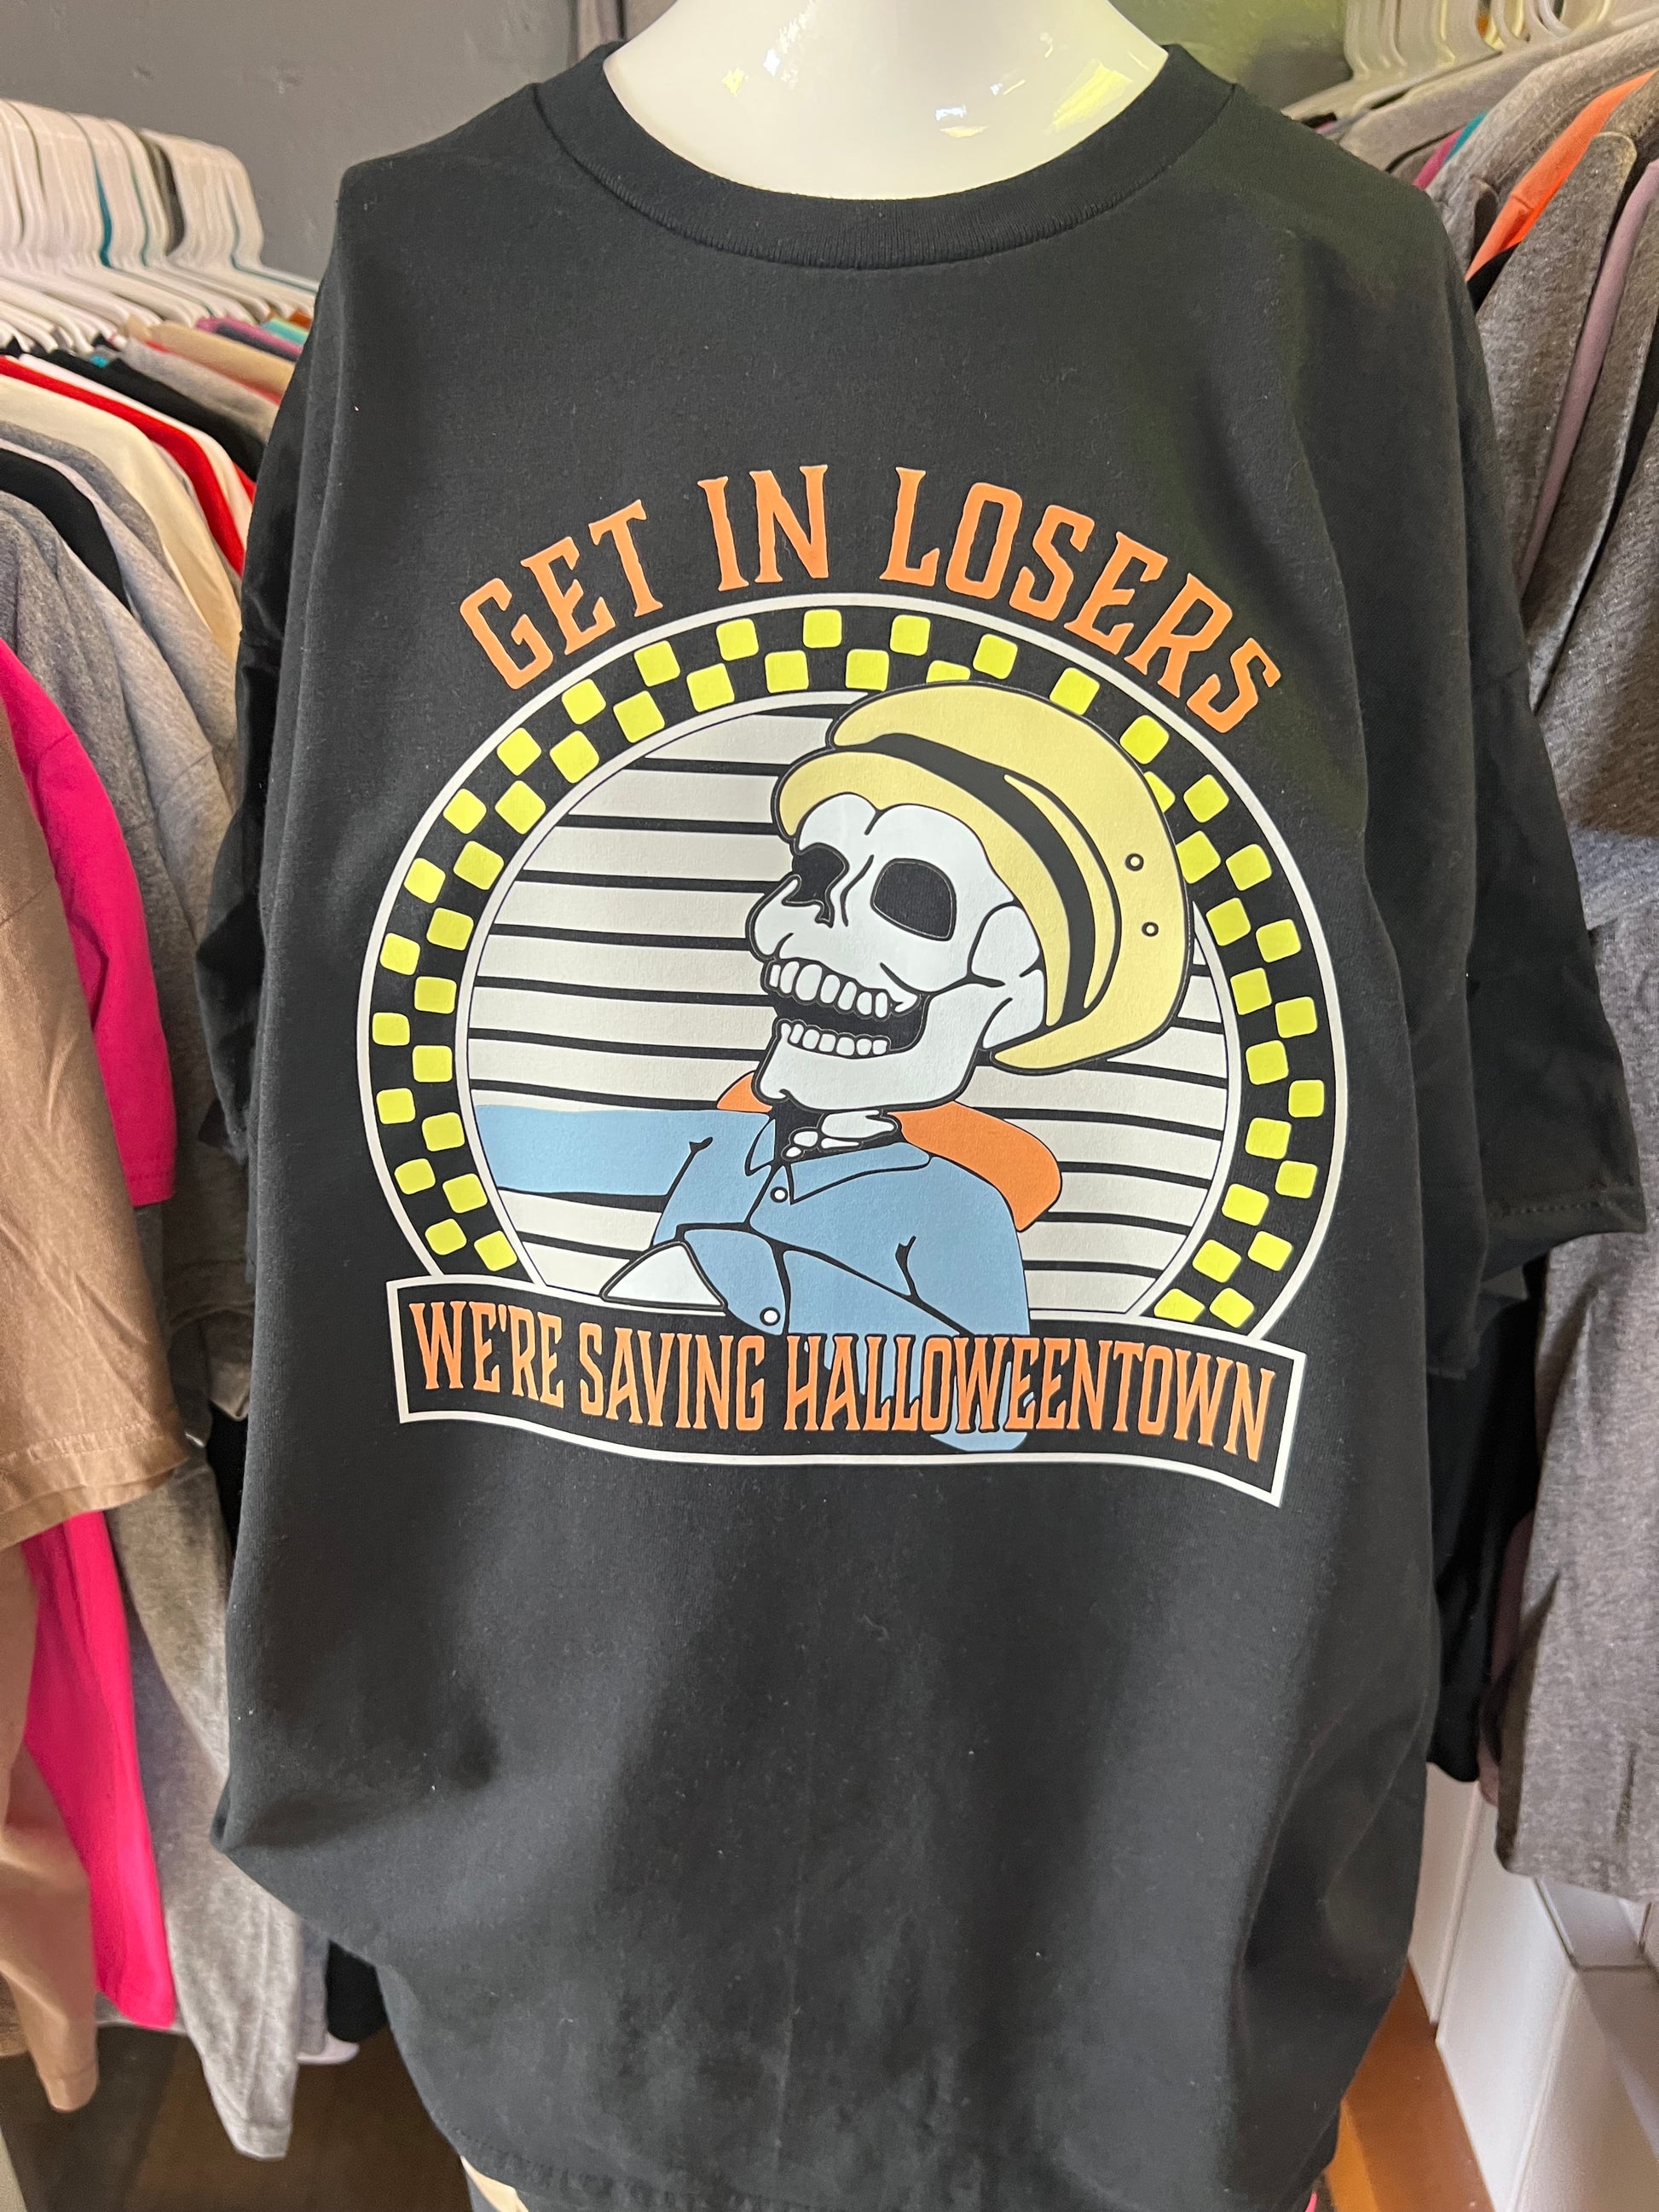 GET IN LOSERS
WE'RE SAVING HALLOWEENTOWN